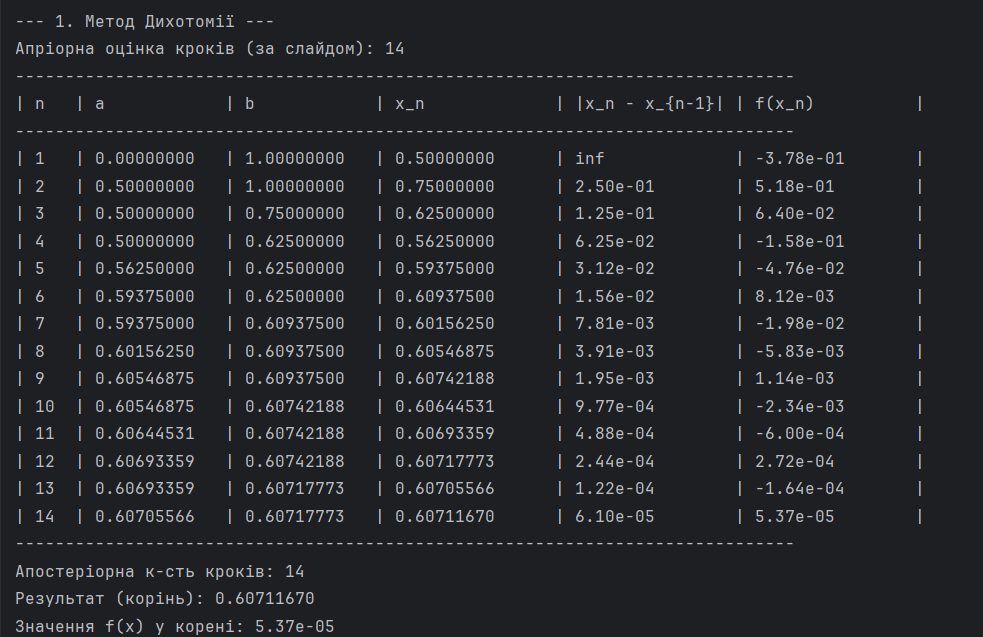 --- 1. Метод Дихотомії ---
Апріорна оцінка кроків (за слайдом): 14
------------------------------------------------------------------------------
| n   | a            | b            | x_n             | |x_n - x_{n-1}| | f(x_n)          |
------------------------------------------------------------------------------
| 1   | 0.00000000   | 1.00000000   | 0.50000000      | inf             | -3.78e-01       |
| 2   | 0.50000000   | 1.00000000   | 0.75000000      | 2.50e-01        | 5.18e-01        |
| 3   | 0.50000000   | 0.75000000   | 0.62500000      | 1.25e-01        | 6.40e-02        |
| 4   | 0.50000000   | 0.62500000   | 0.56250000      | 6.25e-02        | -1.58e-01       |
| 5   | 0.56250000   | 0.62500000   | 0.59375000      | 3.12e-02        | -4.76e-02       |
| 6   | 0.59375000   | 0.62500000   | 0.60937500      | 1.56e-02        | 8.12e-03        |
| 7   | 0.59375000   | 0.60937500   | 0.60156250      | 7.81e-03        | -1.98e-02       |
| 8   | 0.60156250   | 0.60937500   | 0.60546875      | 3.91e-03        | -5.83e-03       |
| 9   | 0.60546875   | 0.60937500   | 0.60742188      | 1.95e-03        | 1.14e-03        |
| 10  | 0.60546875   | 0.60742188   | 0.60644531      | 9.77e-04        | -2.34e-03       |
| 11  | 0.60644531   | 0.60742188   | 0.60693359      | 4.88e-04        | -6.00e-04       |
| 12  | 0.60693359   | 0.60742188   | 0.60717773      | 2.44e-04        | 2.72e-04        |
| 13  | 0.60693359   | 0.60717773   | 0.60705566      | 1.22e-04        | -1.64e-04       |
| 14  | 0.60705566   | 0.60717773   | 0.60711670      | 6.10e-05        | 5.37e-05        |
------------------------------------------------------------------------------
Апостеріорна к-сть кроків: 14
Результат (корінь): 0.60711670
Значення f(x) у корені: 5.37e-05